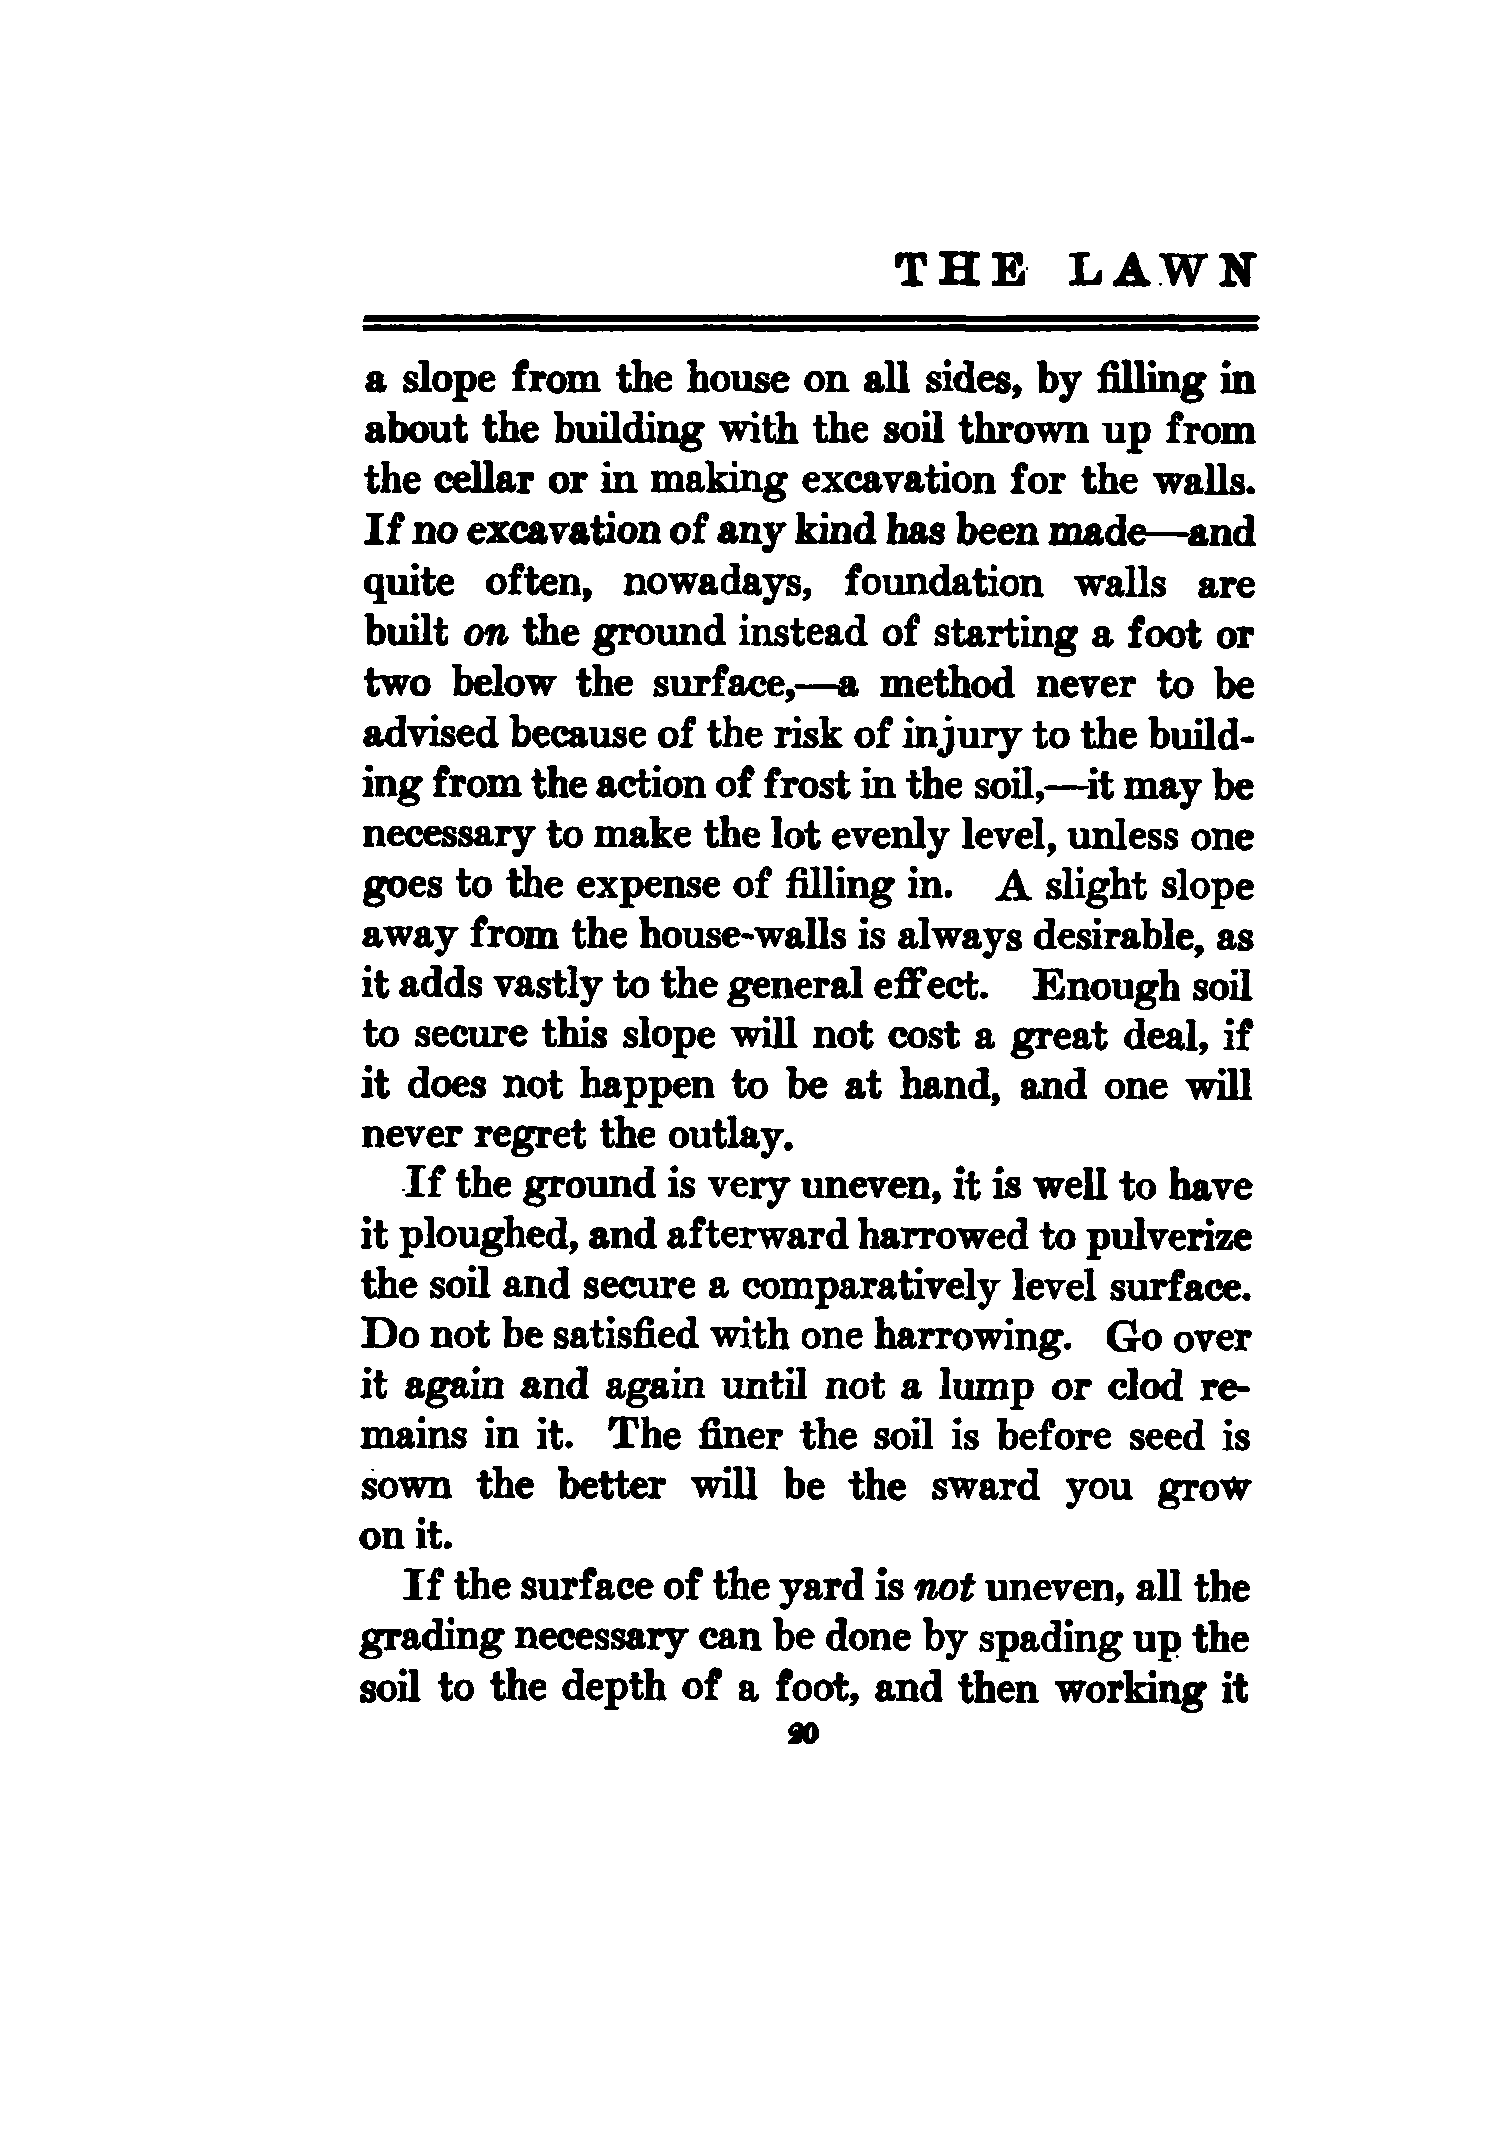 THE LAWN
a slope from the house on all sides, by filling in
about the building with the soil thrown up from
the cellar or in making excavation for the walls.
If no excavation of any kind has been made—and
quite often, nowadays, foundation walls are
built on the ground instead of starting a foot or
two below the surface,—a method never to be
advised because of the risk of injury to the build-
ing from the action of frost in the soil,—it may be
necessary to make the lot evenly level, unless one
goes to the expense of filling in. A slight slope
away from the house-walls is always desirable, as
it adds vastly to the general effect. Enough soil
to secure this slope will not cost a great deal, if
it does not happen to be at hand, and one will
never regret the outlay.
If the ground is very uneven, it is well to have
it ploughed, and afterward harrowed to pulverize
the soil and secure a comparatively level surface.
Do not be satisfied with one harrowing. Go over
it again and again until not a lump or clod re-
mains in it. The finer the soil is before seed is
sown the better will be the sward you grow
on it.
If the surface of the yard is not uneven, all the
grading necessary can be done by spading up the
soil to the depth of a foot, and then working it
20